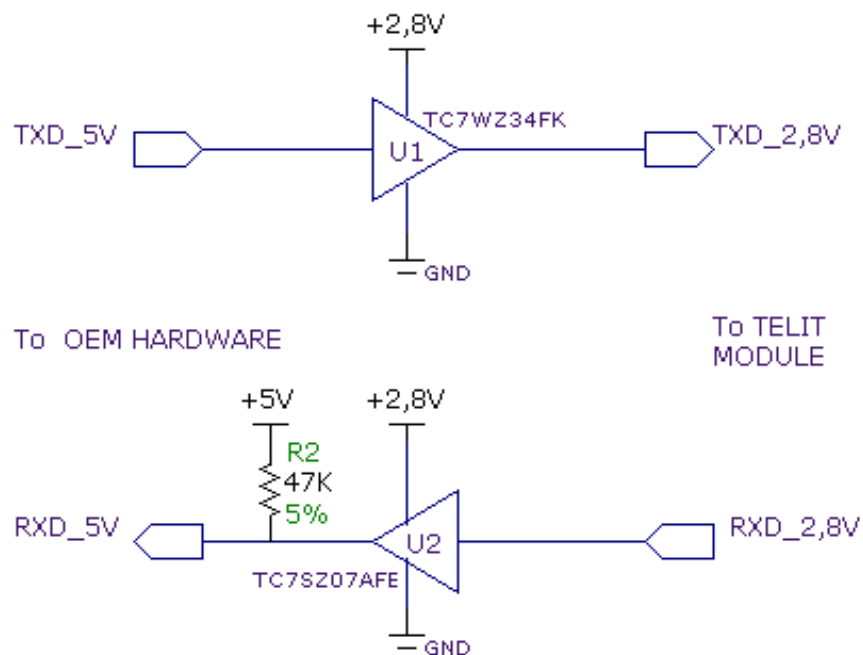 +2,8V
TC7WZ34FK
TXD_5V
U1
TXD_2,8V
GND
To OEM HARDWARE
To TELIT
MODULE
+5V
+2,8V
R2
47K
5%
RXD_5V
U2
RXD_2,8V
TC7SZ07AFE
GND